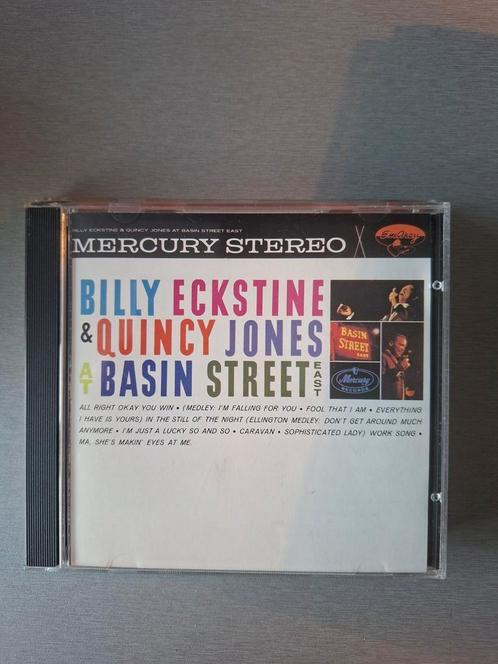 BILLY ECKSTINE & QUINCY JONES AT BASIN STREET EAST
MERCURY STEREO
EmArcy
BILLY ECKSTINE
& QUINCY JONES
AT BASIN STREET EAST
BASIN
STREET
EAST
Mercury
RECORDS
ALL RIGHT OKAY YOU WIN • (MEDLEY: I'M FALLING FOR YOU • FOOL THAT I AM • EVERYTHING
I HAVE IS YOURS) IN THE STILL OF THE NIGHT (ELLINGTON MEDLEY: DON'T GET AROUND MUCH
ANYMORE • I'M JUST A LUCKY SO AND SO • CARAVAN • SOPHISTICATED LADY) WORK SONG •
MA, SHE'S MAKIN' EYES AT ME.